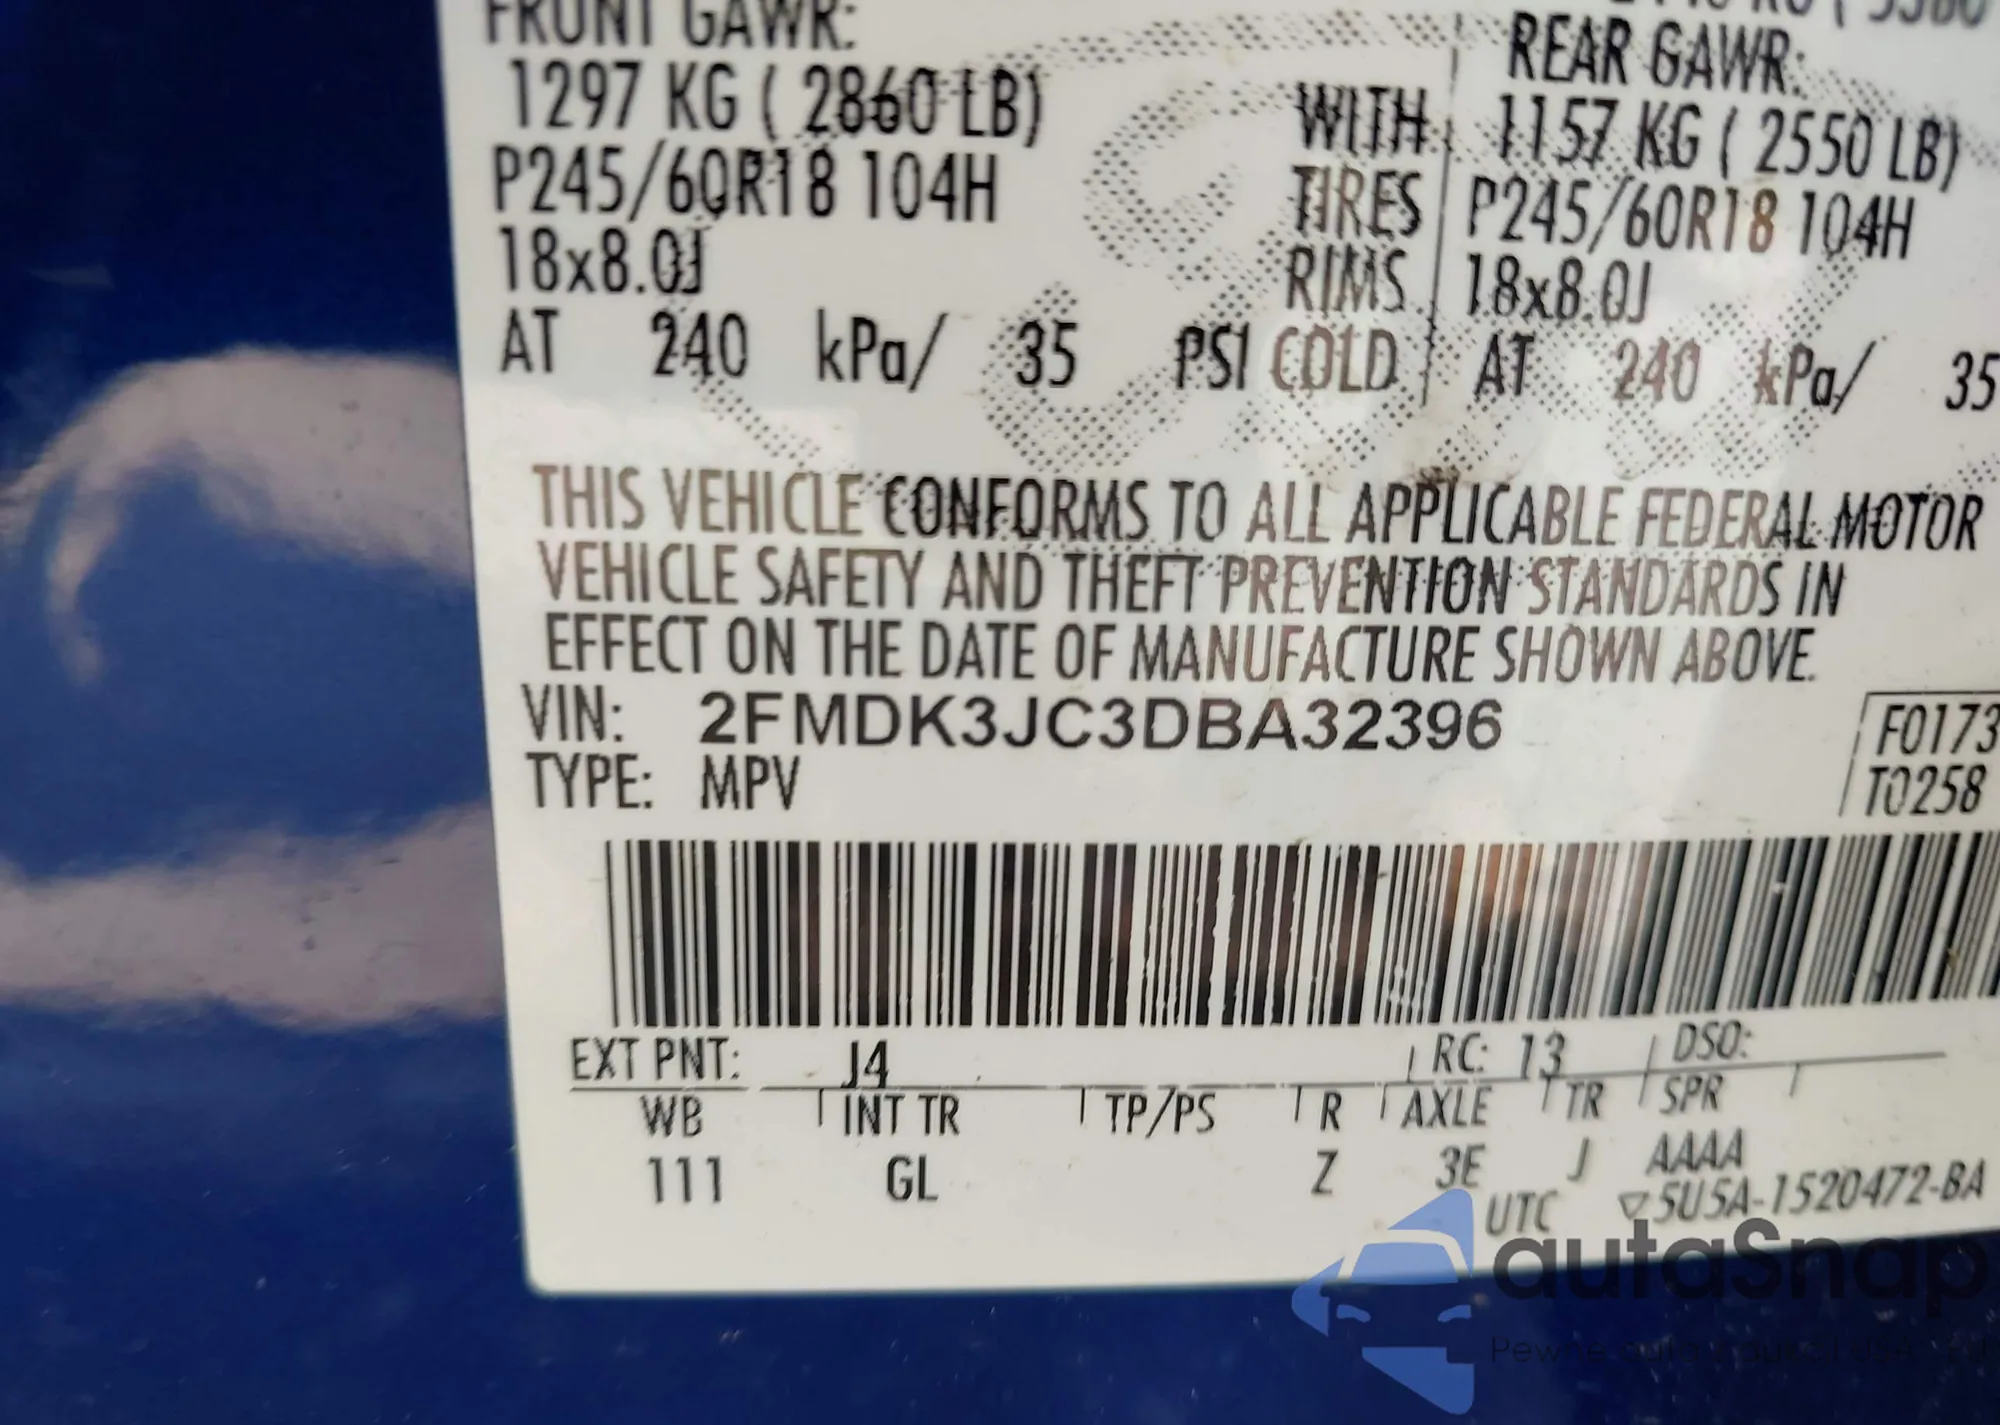 FRONT GAWR:
1297 KG ( 2860 LB)
P245/60R18 104H
18x8.0J
AT 240 kPa/ 35 PSI COLD
WITH
TIRES
RIMS
REAR GAWR:
1157 KG ( 2550 LB)
P245/60R18 104H
18x8.0J
AT 240 kPa/ 35
THIS VEHICLE CONFORMS TO ALL APPLICABLE FEDERAL MOTOR
VEHICLE SAFETY AND THEFT PREVENTION STANDARDS IN
EFFECT ON THE DATE OF MANUFACTURE SHOWN ABOVE.
VIN: 2FMDK3JC3DBA32396
F0173
TYPE: MPV
T0258
EXT PNT: J4 RC: 13 DSO:
WB INT TR TP/PS R AXLE TR SPR
111 GL Z 3E J AAAA
UTC ▽5U5A-1520472-BA
autoSnap